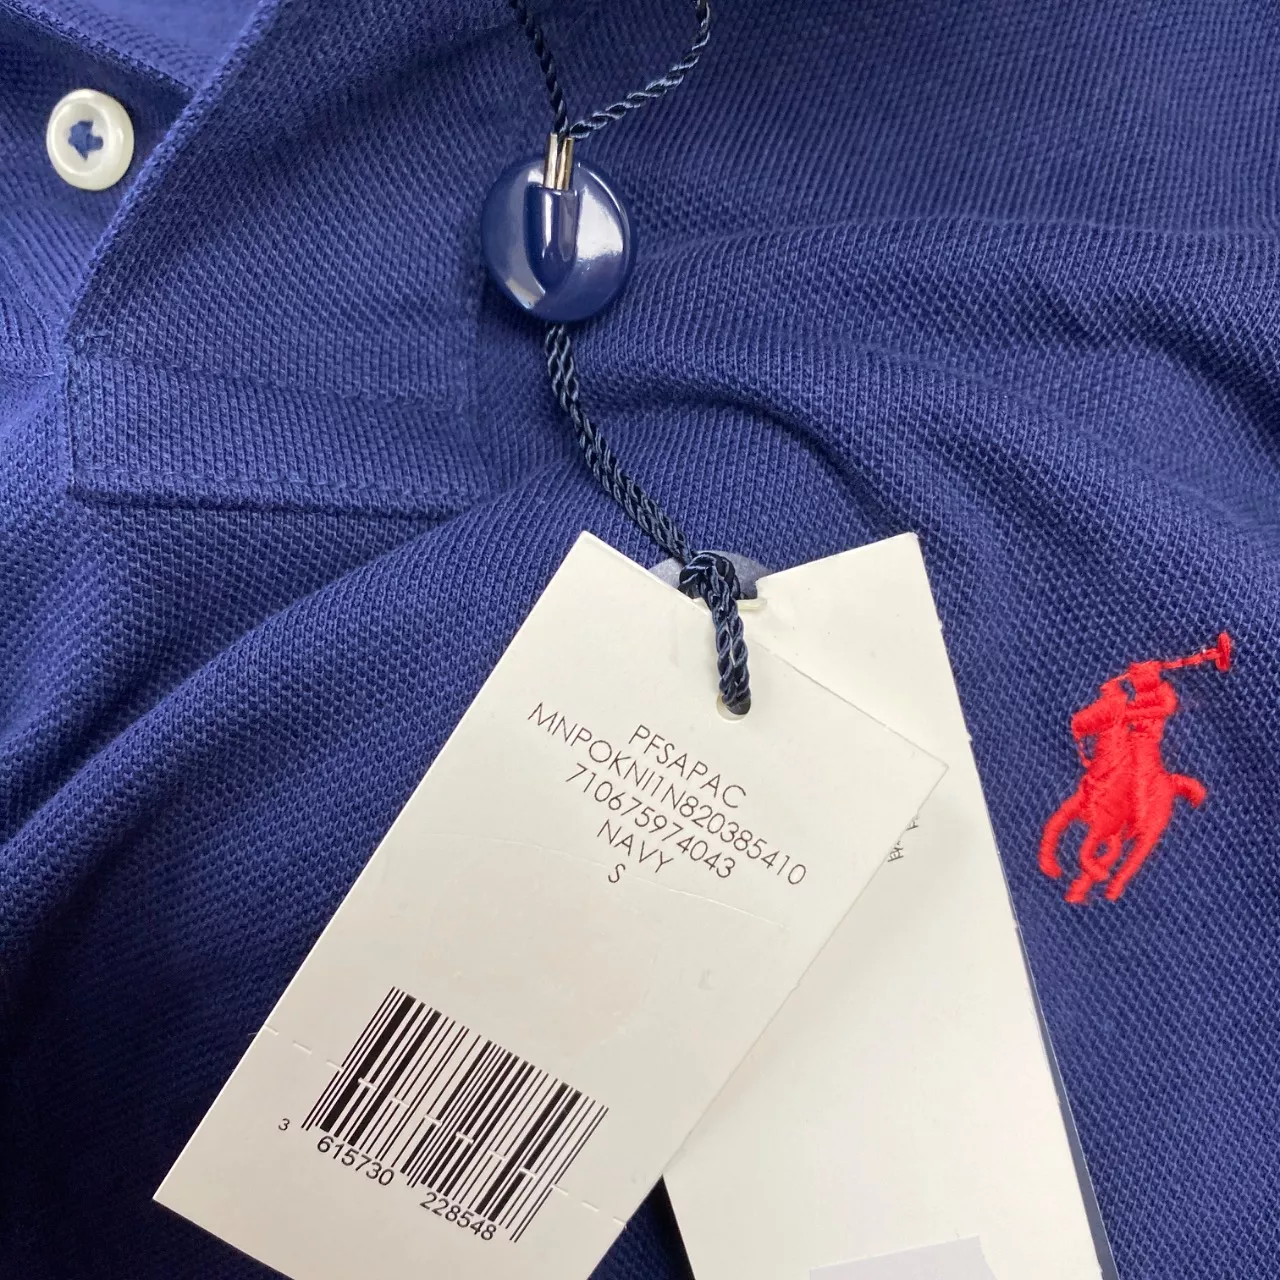 PFSAPAC
MNPOKNI1N820385410
710675974043
NAVY
S
3 615730 228548